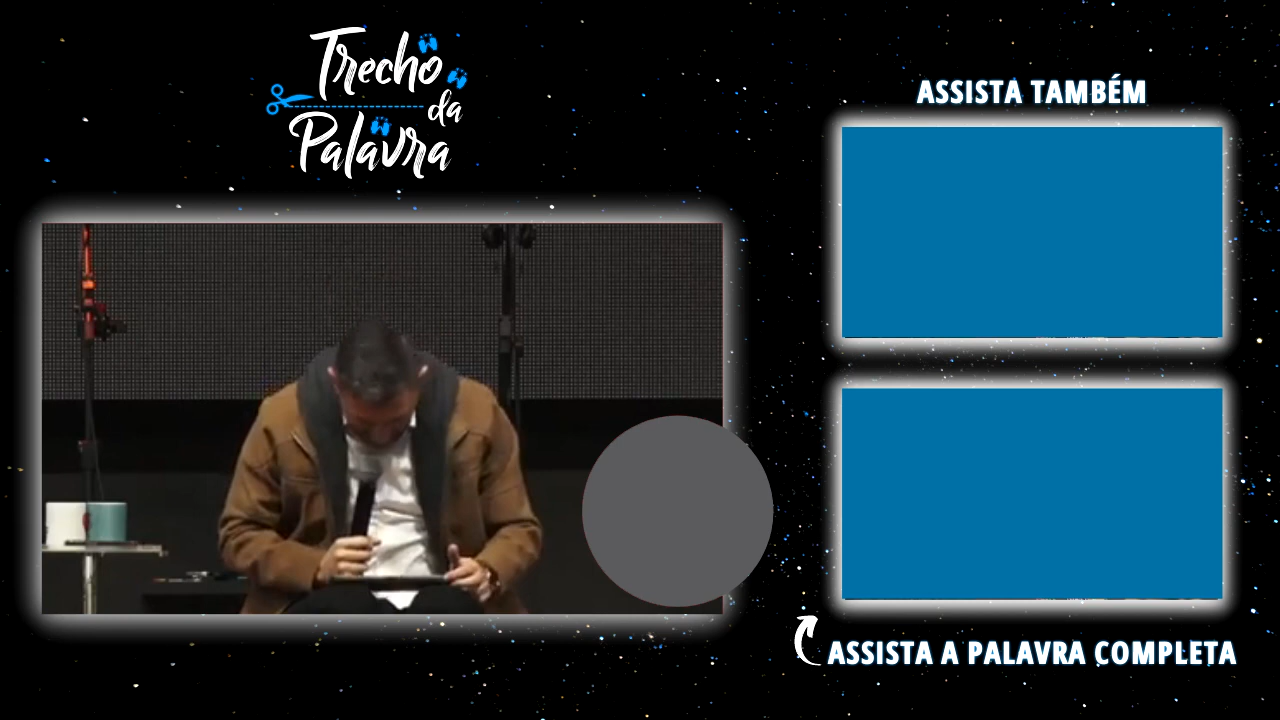 Trecho
da
Palavra
ASSISTA TAMBÉM
ASSISTA A PALAVRA COMPLETA